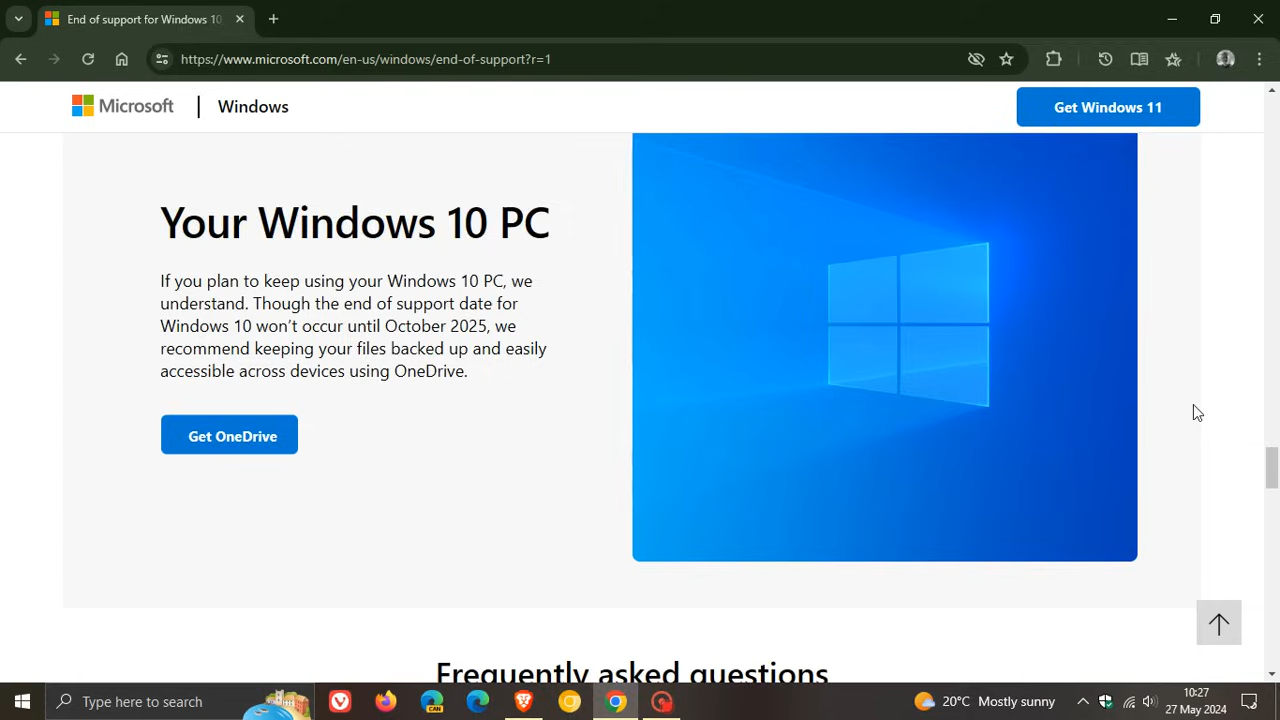 End of support for Windows 10
https://www.microsoft.com/en-us/windows/end-of-support?r=1
Microsoft
Windows
Get Windows 11
Your Windows 10 PC
If you plan to keep using your Windows 10 PC, we
understand. Though the end of support date for
Windows 10 won’t occur until October 2025, we
recommend keeping your files backed up and easily
accessible across devices using OneDrive.
Get OneDrive
Frequently asked questions
Type here to search
CAN
20°C Mostly sunny
10:27
27 May 2024